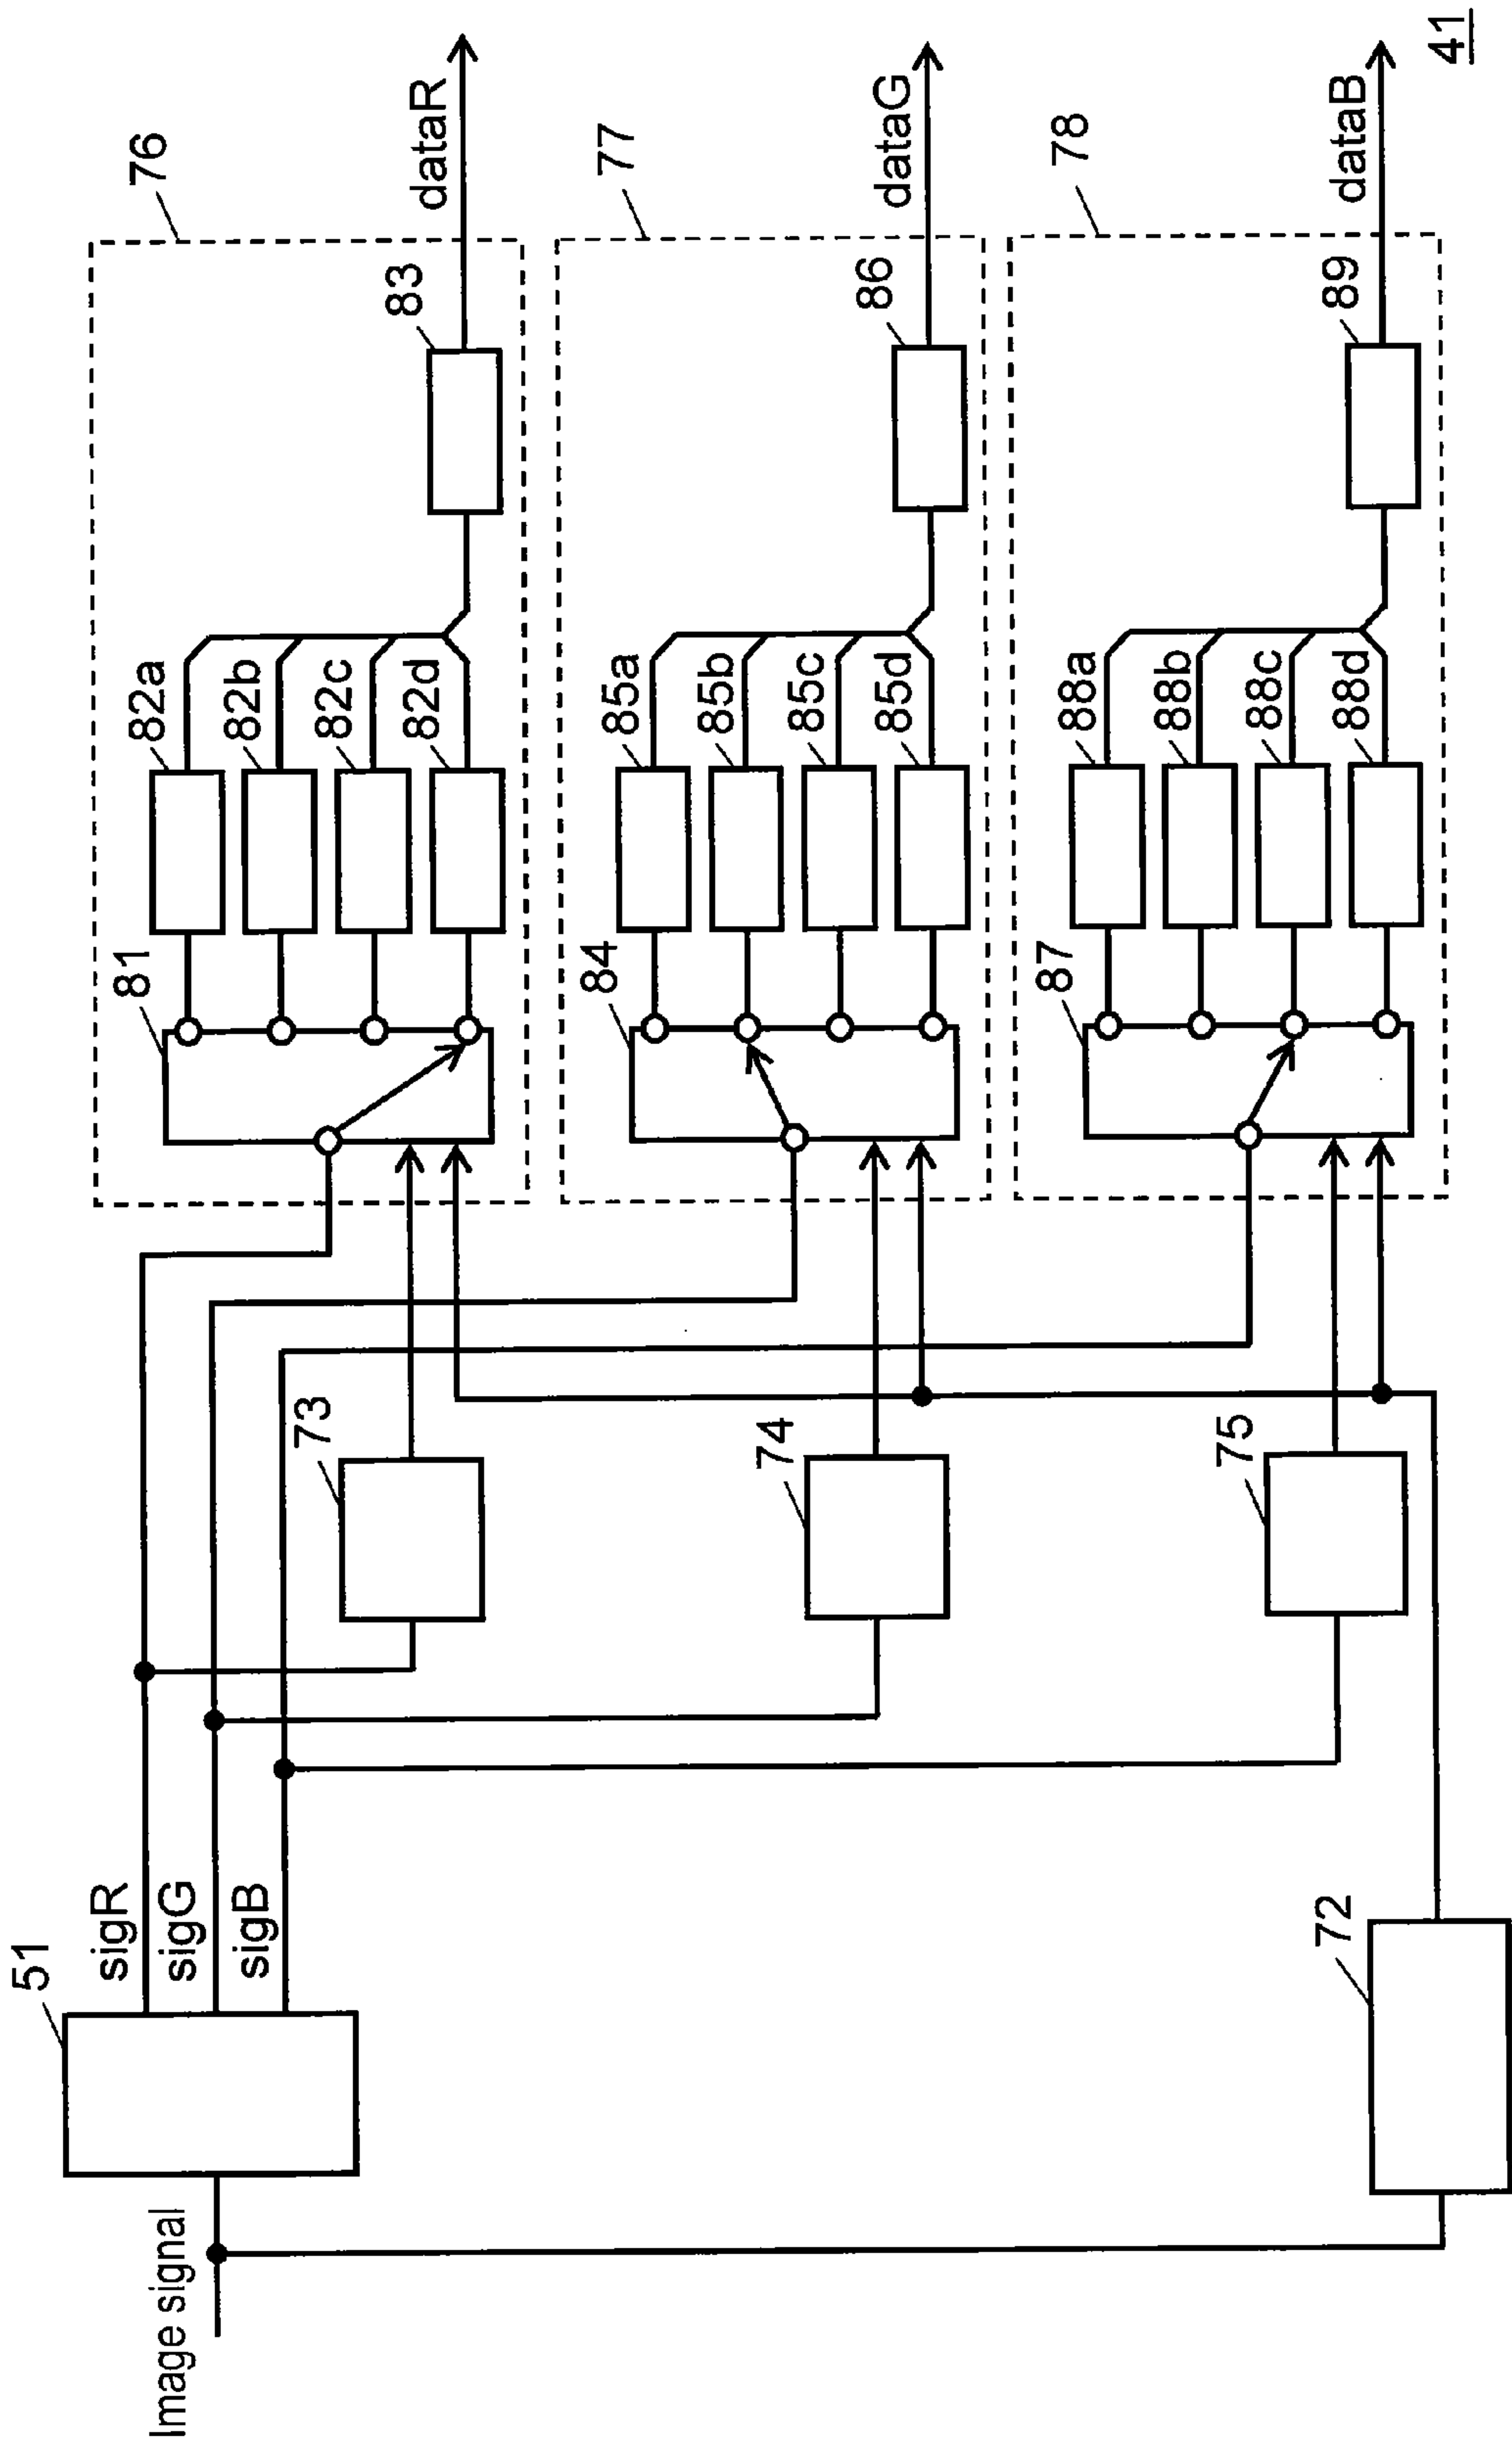 Image signal
51
sigR
sigG
sigB
72
73
74
75
76
81
82a
82b
82c
82d
83
dataR
77
84
85a
85b
85c
85d
86
dataG
78
87
88a
88b
88c
88d
89
dataB
41